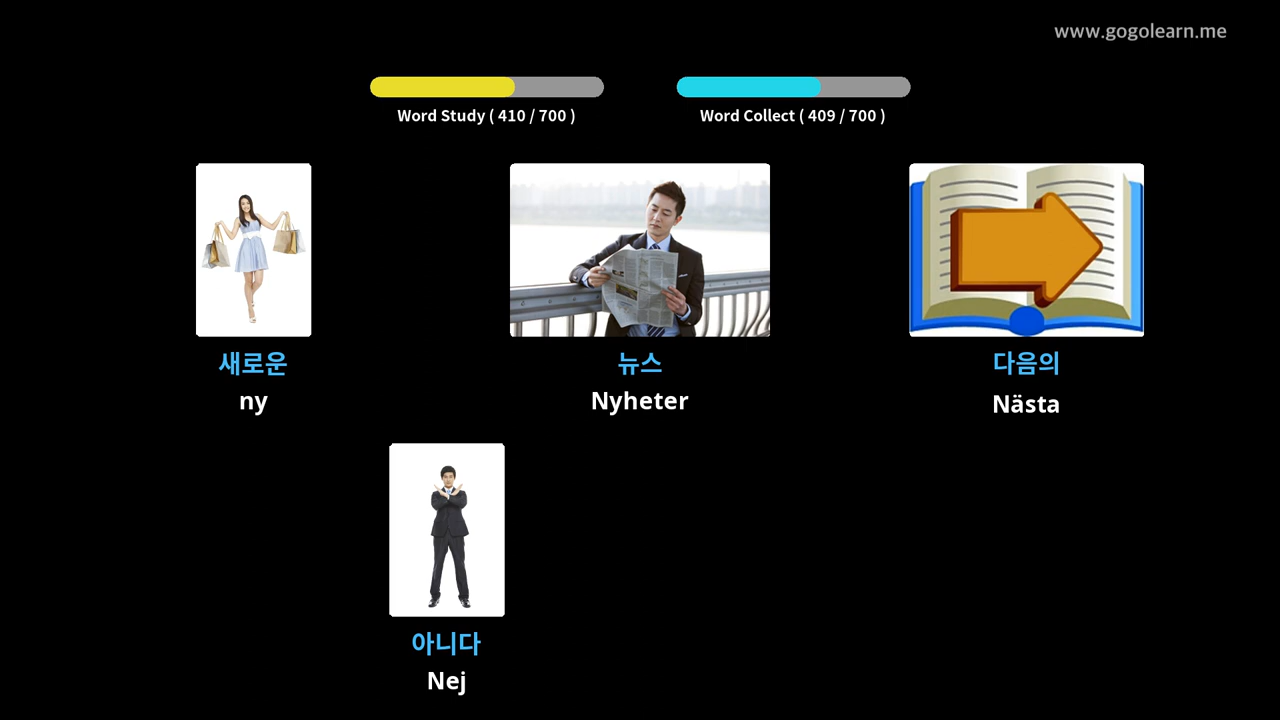 www.gogolearn.me
Word Study ( 410 / 700 )
Word Collect ( 409 / 700 )
새로운
ny
뉴스
Nyheter
다음의
Nästa
아니다
Nej